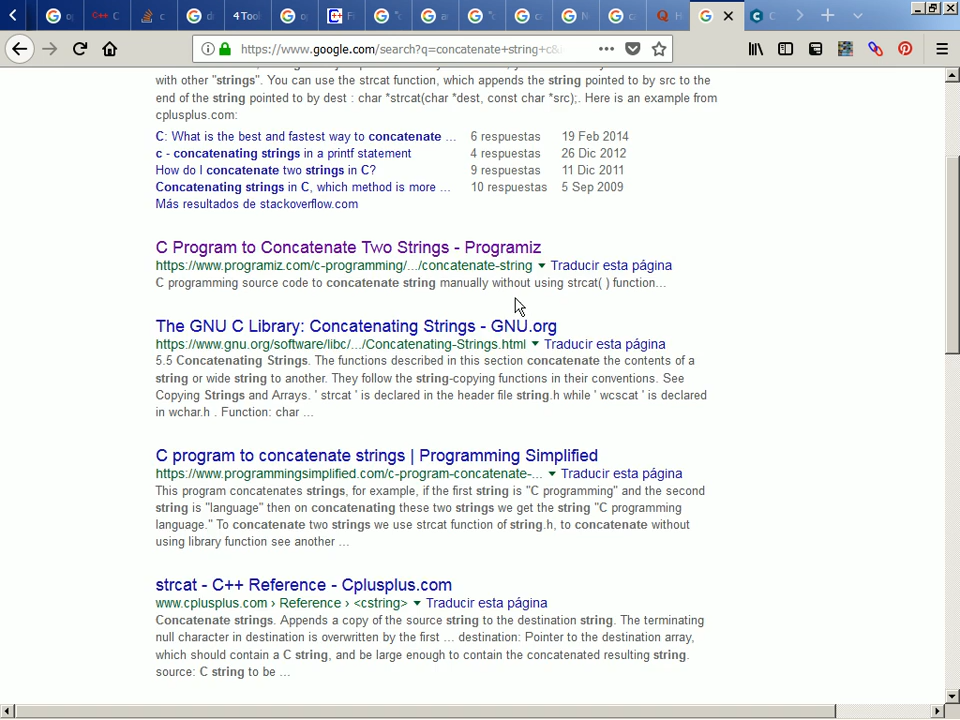 C++ C
c
d
4 Tool
"c
c
N
c
H
C
https://www.google.com/search?q=concatenate+string+c&
with other "strings". You can use the strcat function, which appends the string pointed to by src to the
end of the string pointed to by dest : char *strcat(char *dest, const char *src);. Here is an example from
cplusplus.com:
C: What is the best and fastest way to concatenate ... 6 respuestas 19 Feb 2014
c - concatenating strings in a printf statement 4 respuestas 26 Dic 2012
How do I concatenate two strings in C? 9 respuestas 11 Dic 2011
Concatenating strings in C, which method is more ... 10 respuestas 5 Sep 2009
Más resultados de stackoverflow.com
C Program to Concatenate Two Strings - Programiz
https://www.programiz.com/c-programming/.../concatenate-string Traducir esta página
C programming source code to concatenate string manually without using strcat( ) function...
The GNU C Library: Concatenating Strings - GNU.org
https://www.gnu.org/software/libc/.../Concatenating-Strings.html Traducir esta página
5.5 Concatenating Strings. The functions described in this section concatenate the contents of a
string or wide string to another. They follow the string-copying functions in their conventions. See
Copying Strings and Arrays. ' strcat ' is declared in the header file string.h while ' wcscat ' is declared
in wchar.h . Function: char ...
C program to concatenate strings | Programming Simplified
https://www.programmingsimplified.com/c-program-concatenate-... Traducir esta página
This program concatenates strings, for example, if the first string is "C programming" and the second
string is "language" then on concatenating these two strings we get the string "C programming
language." To concatenate two strings we use strcat function of string.h, to concatenate without
using library function see another ...
strcat - C++ Reference - Cplusplus.com
www.cplusplus.com › Reference › <cstring> Traducir esta página
Concatenate strings. Appends a copy of the source string to the destination string. The terminating
null character in destination is overwritten by the first ... destination: Pointer to the destination array,
which should contain a C string, and be large enough to contain the concatenated resulting string.
source: C string to be ...